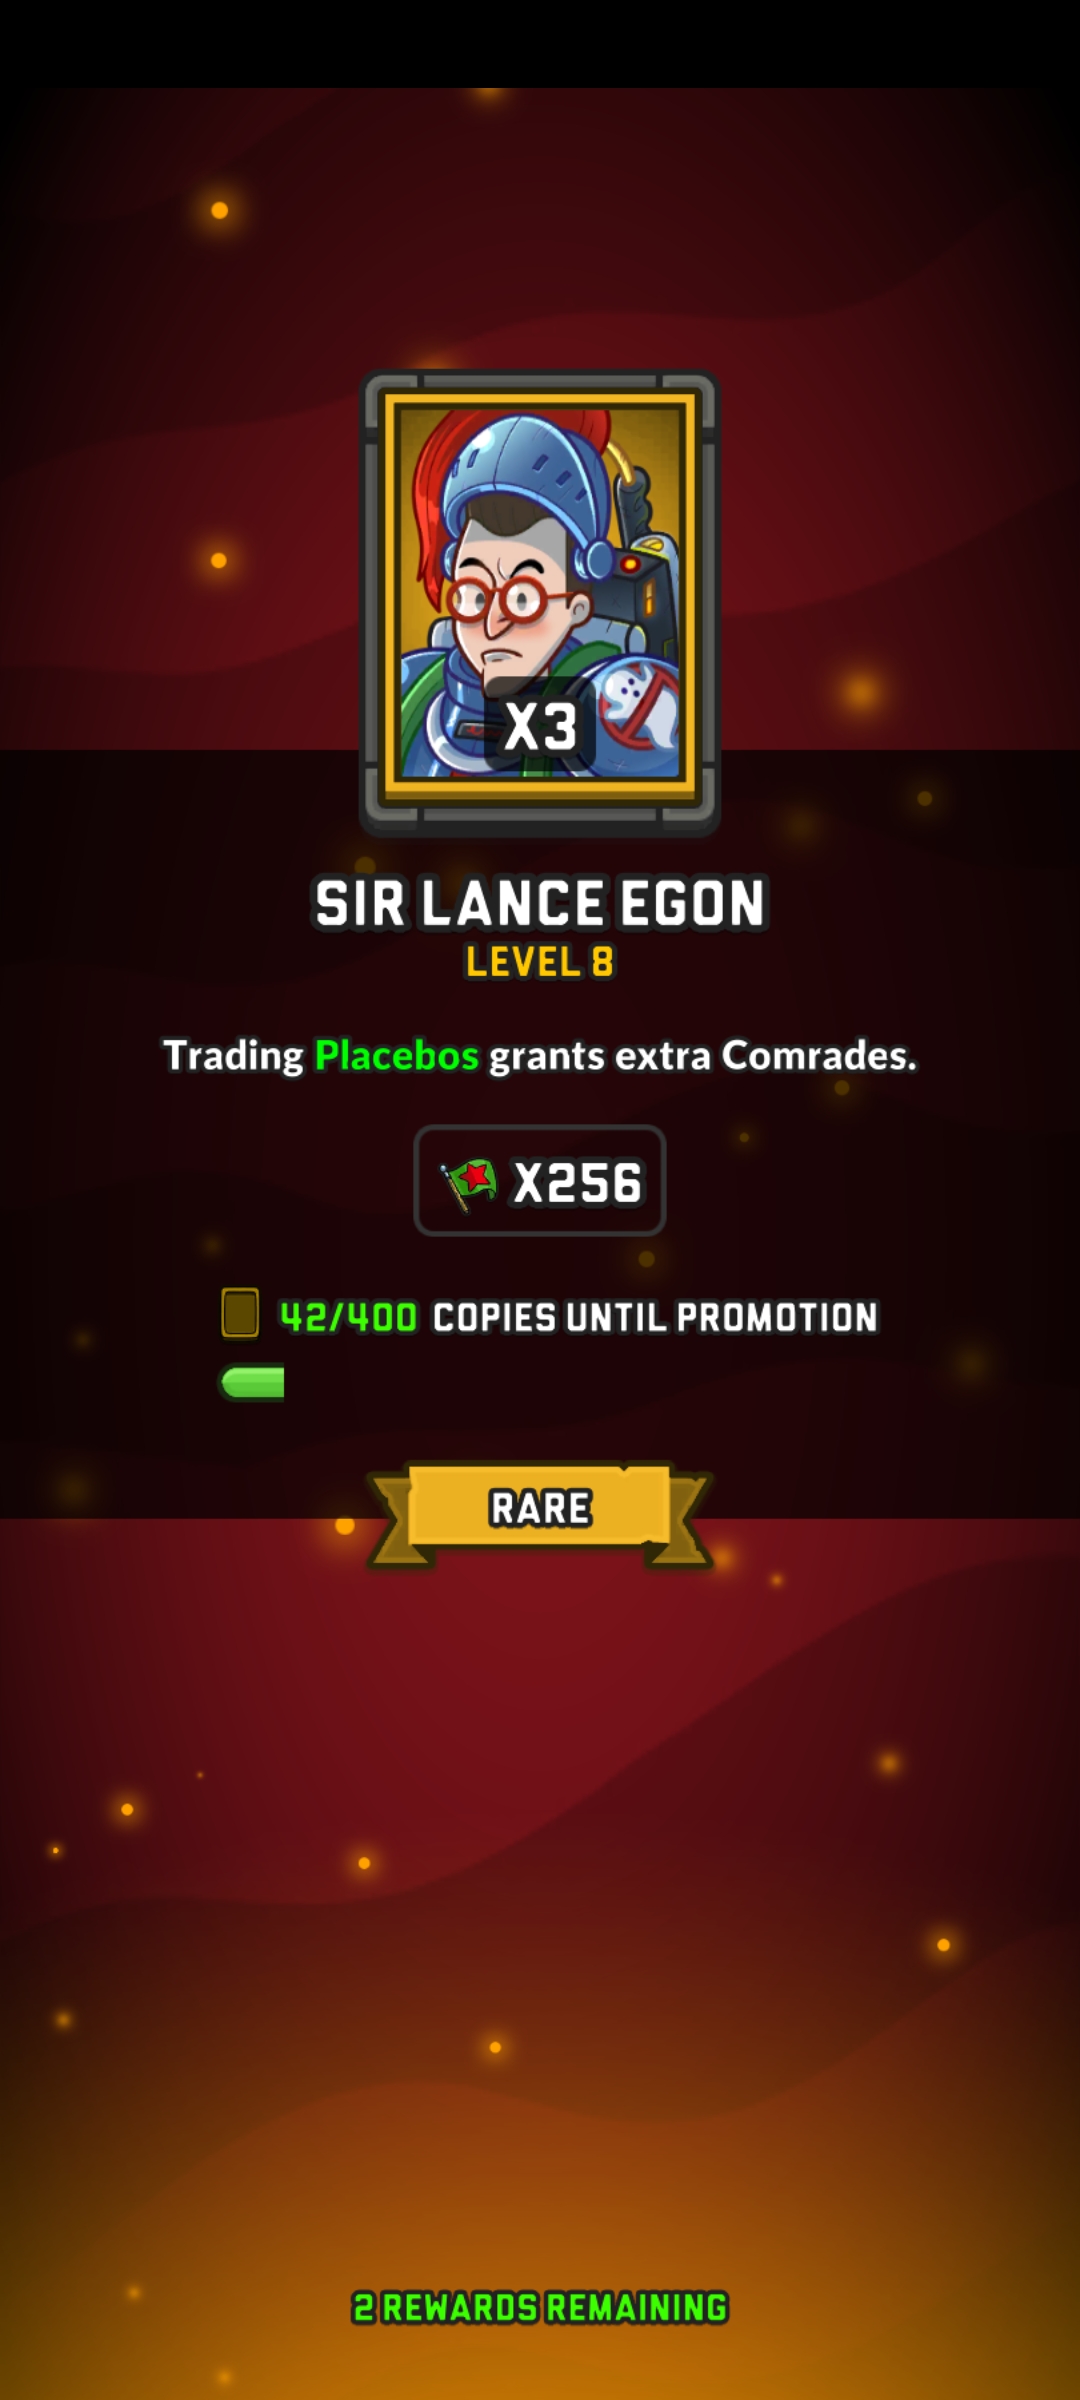 X3
SIR LANCE EGON
LEVEL 8
Trading Placebos grants extra Comrades.
X256
42/400 COPIES UNTIL PROMOTION
RARE
2 REWARDS REMAINING